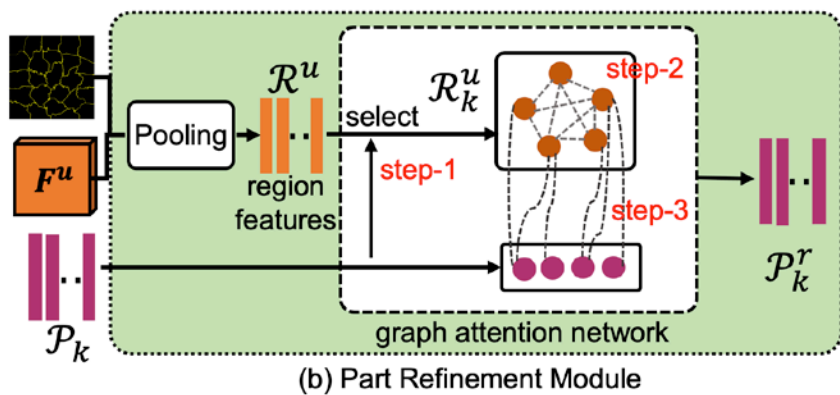 F^u
P_k
Pooling
R^u
region
features
select
step-1
R_k^u
step-2
step-3
graph attention network
P_k^r
(b) Part Refinement Module